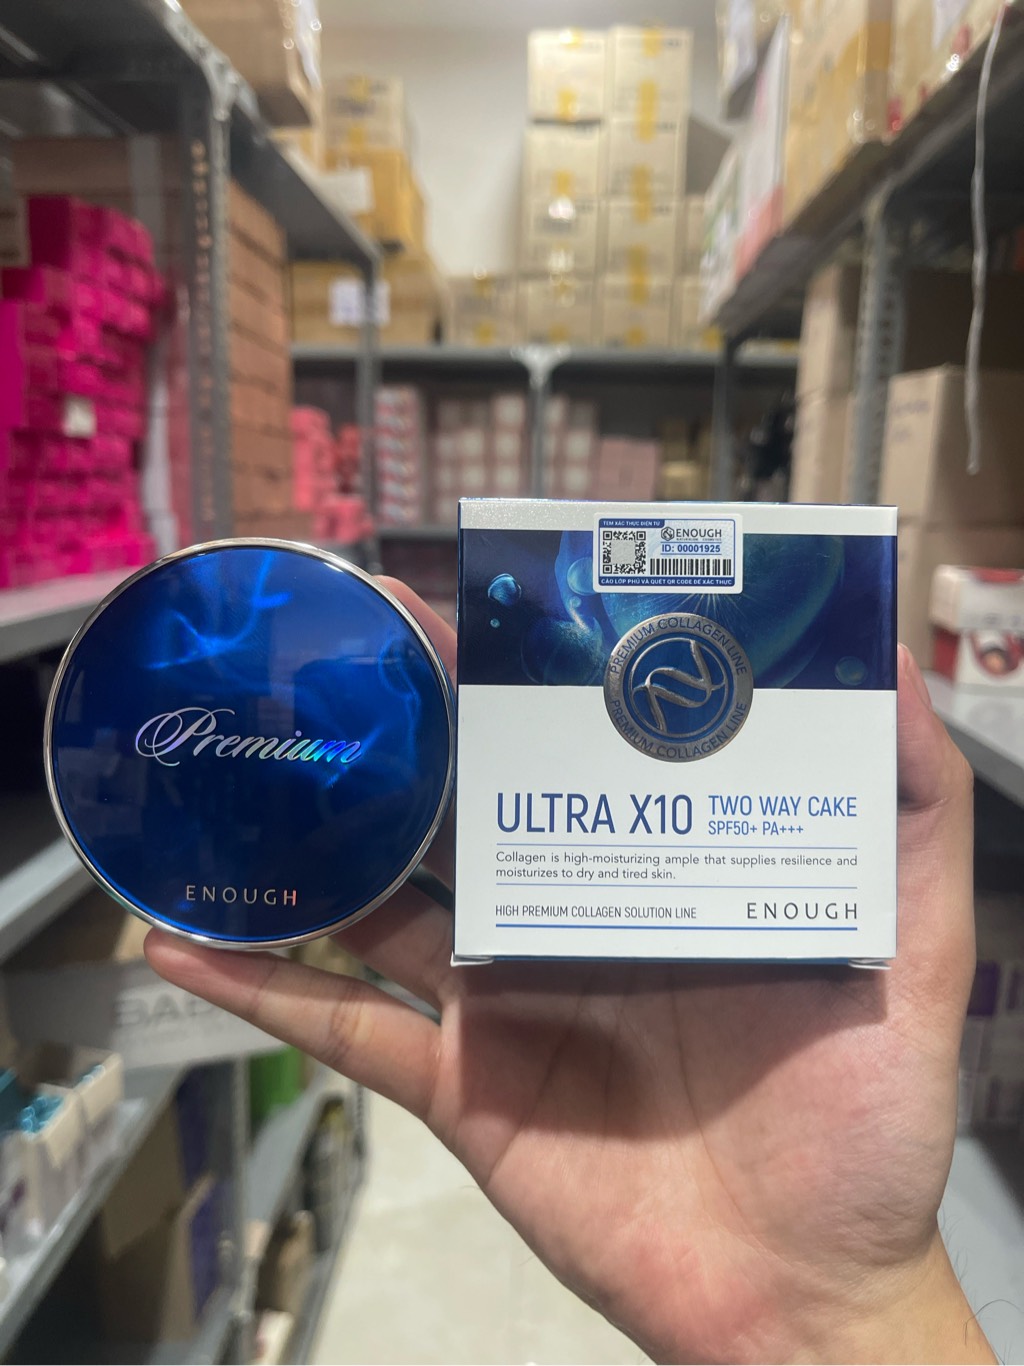 Premium
ENOUGH
TEM XÁC THỰC ĐIỆN TỬ
ENOUGH
ID: 00001925
CÀO LỚP PHỦ VÀ QUÉT QR CODE ĐỂ XÁC THỰC
PREMIUM COLLAGEN LINE
PREMIUM COLLAGEN LINE
ULTRA X10 TWO WAY CAKE
SPF50+ PA+++
Collagen is high-moisturizing ample that supplies resilience and
moisturizes to dry and tired skin.
HIGH PREMIUM COLLAGEN SOLUTION LINE
ENOUGH